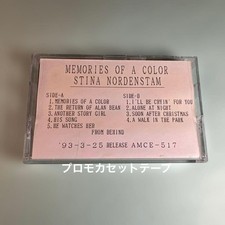 MEMORIES OF A COLOR
STINA NORDENSTAM
SIDE-A
1.MEMORIES OF A COLOR
2.THE RETURN OF ALAN BEAN
3.ANOTHER STORY GIRL
4.HIS SONG
5.HE WATCHES HER
FROM BEHIND
SIDE-B
1.I'LL BE CRYIN' FOR YOU
2.ALONE AT NIGHT
3.SOON AFTER CHRISTMAS
4.A WALK IN THE PARK
'93-3-25 RELEASE AMCE-517
プロモカセットテープ